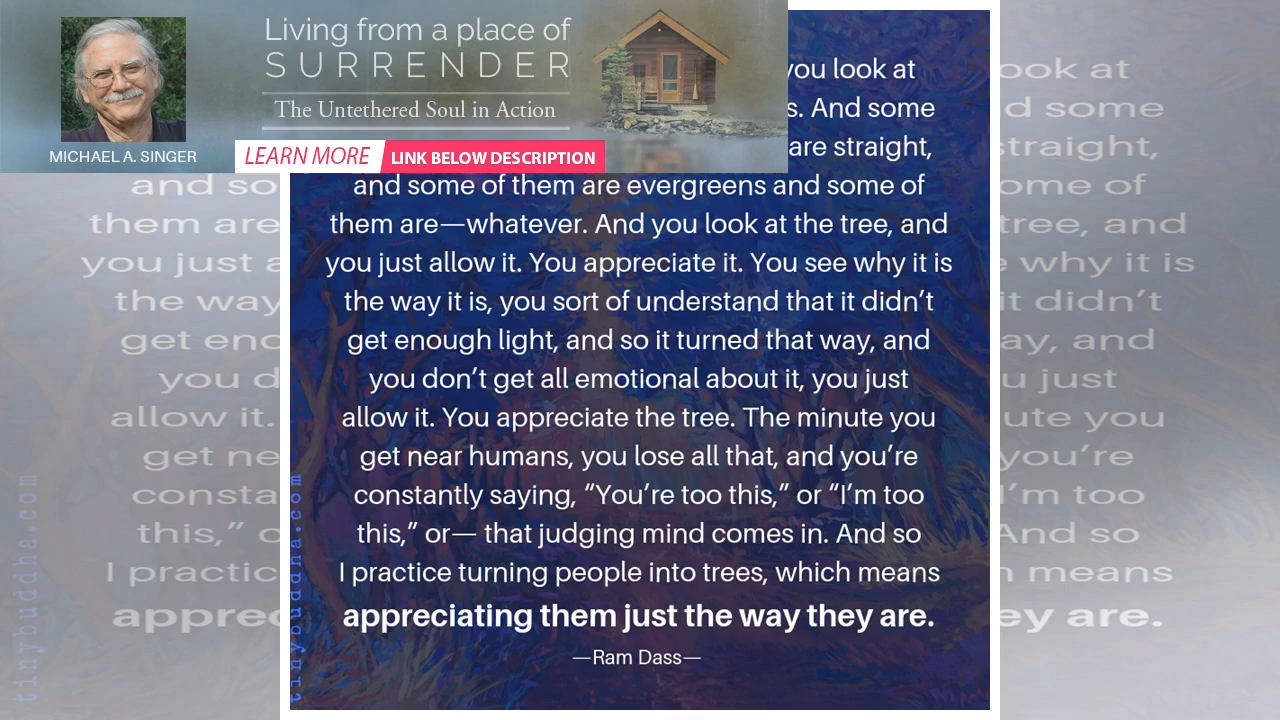 Living from a place of
SURRENDER
The Untethered Soul in Action
MICHAEL A. SINGER
LEARN MORE
LINK BELOW DESCRIPTION
you look at
s. And some
are straight,
and some of them are evergreens and some of
them are—whatever. And you look at the tree, and
you just allow it. You appreciate it. You see why it is
the way it is, you sort of understand that it didn’t
get enough light, and so it turned that way, and
you don’t get all emotional about it, you just
allow it. You appreciate the tree. The minute you
get near humans, you lose all that, and you’re
constantly saying, “You’re too this,” or “I’m too
this,” or— that judging mind comes in. And so
I practice turning people into trees, which means
appreciating them just the way they are.
—Ram Dass—
tinybuddha.com